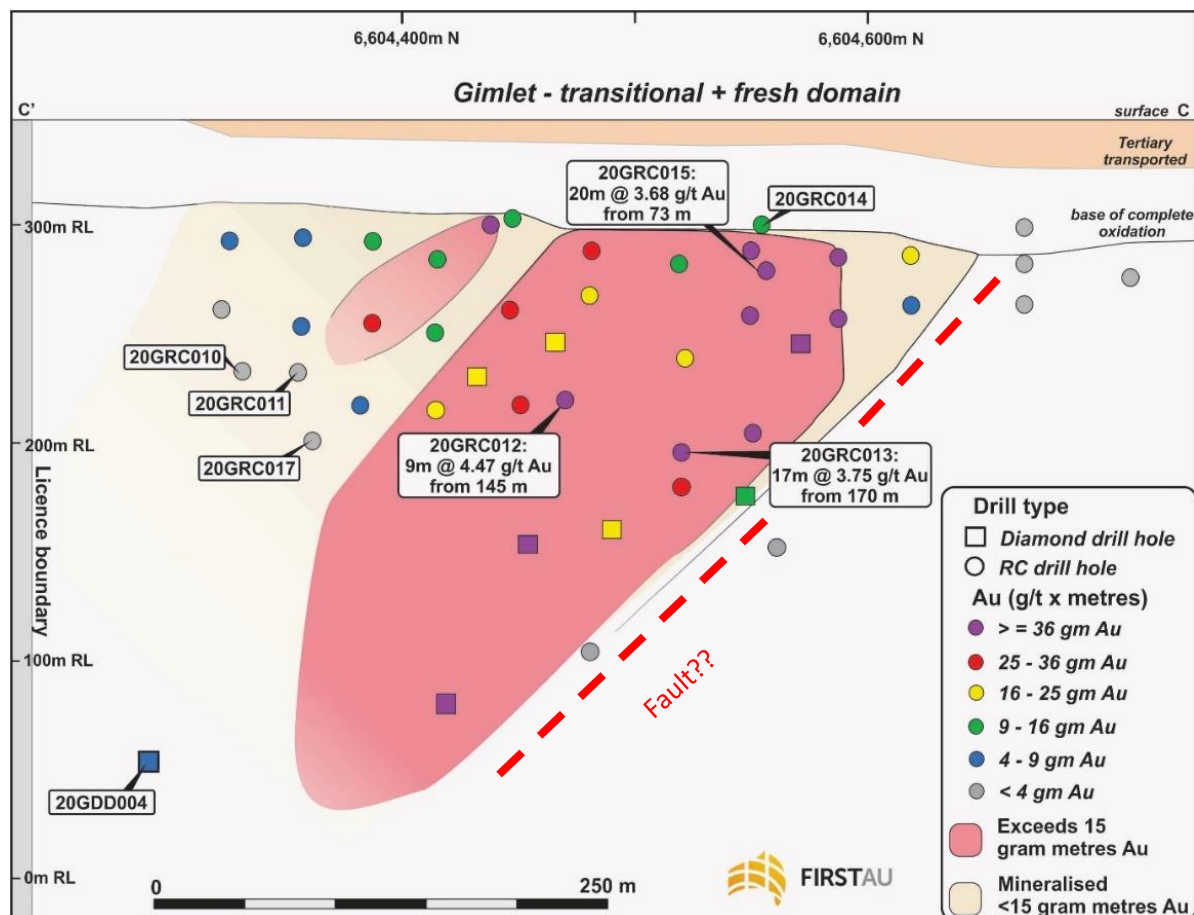 6,604,400m N
6,604,600m N
Gimlet - transitional + fresh domain
C'
surface C
Tertiary
transported
20GRC015:
20m @ 3.68 g/t Au
from 73 m
20GRC014
300m RL
base of complete
oxidation
20GRC010
20GRC011
20GRC017
200m RL
20GRC012:
9m @ 4.47 g/t Au
from 145 m
20GRC013:
17m @ 3.75 g/t Au
from 170 m
Licence boundary
100m RL
Fault??
20GDD004
0m RL
0
250 m
FIRSTAU
Drill type
Diamond drill hole
RC drill hole
Au (g/t x metres)
> = 36 gm Au
25 - 36 gm Au
16 - 25 gm Au
9 - 16 gm Au
4 - 9 gm Au
< 4 gm Au
Exceeds 15
gram metres Au
Mineralised
<15 gram metres Au